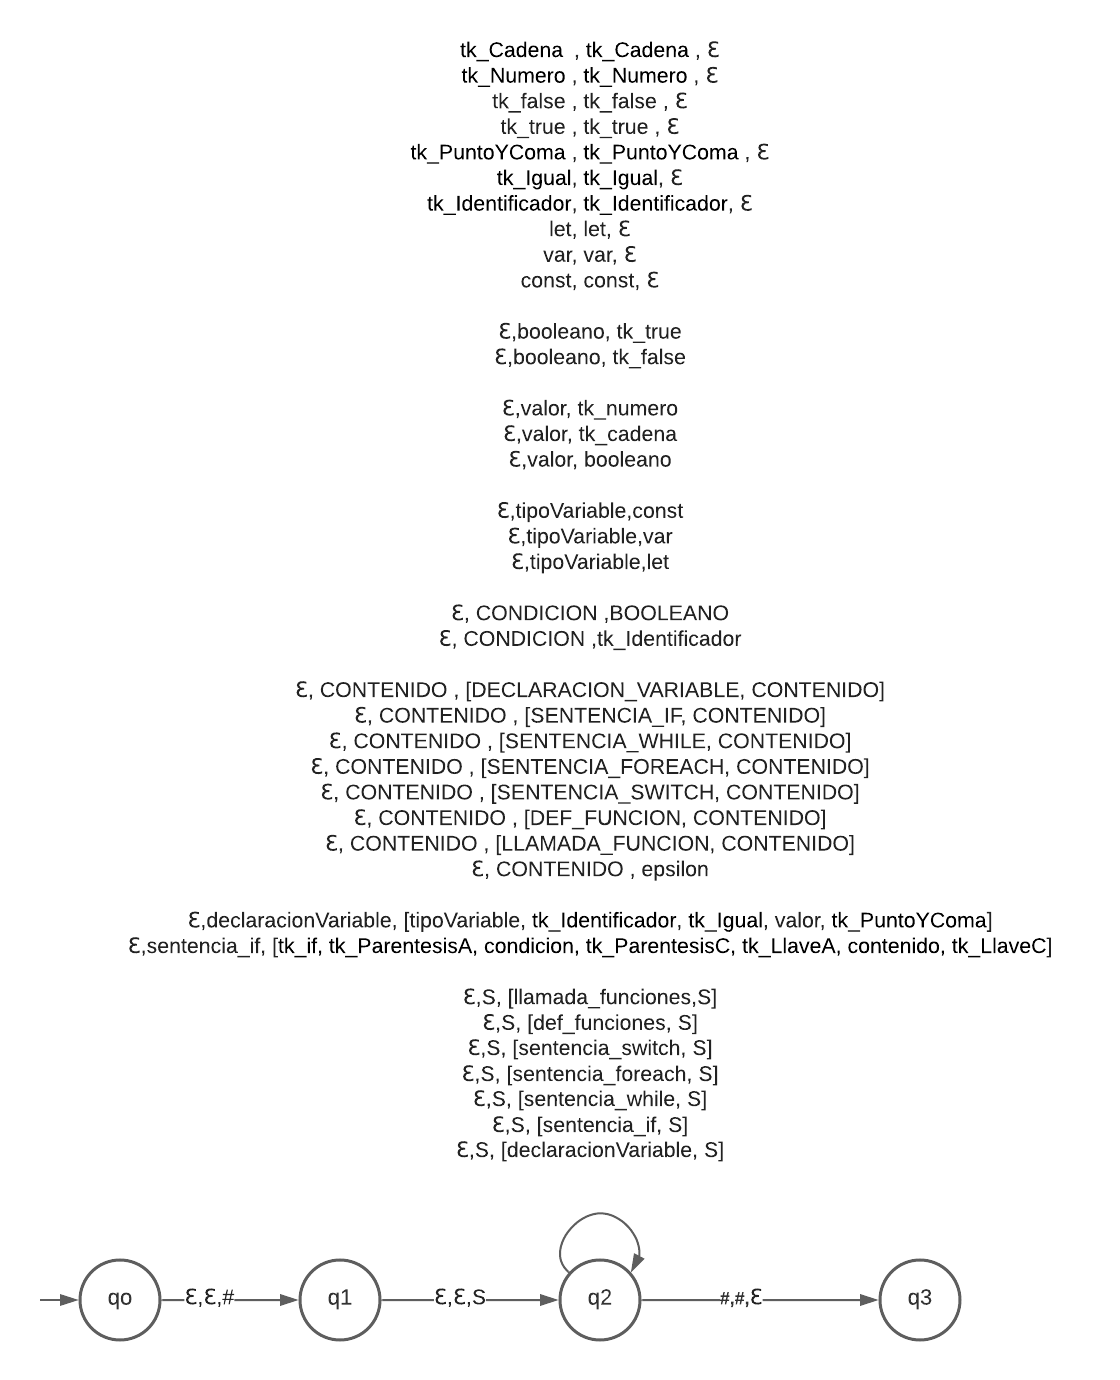 tk_Cadena , tk_Cadena , Ɛ
tk_Numero , tk_Numero , Ɛ
tk_false , tk_false , Ɛ
tk_true , tk_true , Ɛ
tk_PuntoYComa , tk_PuntoYComa , Ɛ
tk_Igual, tk_Igual, Ɛ
tk_Identificador, tk_Identificador, Ɛ
let, let, Ɛ
var, var, Ɛ
const, const, Ɛ
Ɛ,booleano, tk_true
Ɛ,booleano, tk_false
Ɛ,valor, tk_numero
Ɛ,valor, tk_cadena
Ɛ,valor, booleano
Ɛ,tipoVariable,const
Ɛ,tipoVariable,var
Ɛ,tipoVariable,let
Ɛ, CONDICION ,BOOLEANO
Ɛ, CONDICION ,tk_Identificador
Ɛ, CONTENIDO , [DECLARACION_VARIABLE, CONTENIDO]
Ɛ, CONTENIDO , [SENTENCIA_IF, CONTENIDO]
Ɛ, CONTENIDO , [SENTENCIA_WHILE, CONTENIDO]
Ɛ, CONTENIDO , [SENTENCIA_FOREACH, CONTENIDO]
Ɛ, CONTENIDO , [SENTENCIA_SWITCH, CONTENIDO]
Ɛ, CONTENIDO , [DEF_FUNCION, CONTENIDO]
Ɛ, CONTENIDO , [LLAMADA_FUNCION, CONTENIDO]
Ɛ, CONTENIDO , epsilon
Ɛ,declaracionVariable, [tipoVariable, tk_Identificador, tk_Igual, valor, tk_PuntoYComa]
Ɛ,sentencia_if, [tk_if, tk_ParentesisA, condicion, tk_ParentesisC, tk_LlaveA, contenido, tk_LlaveC]
Ɛ,S, [llamada_funciones,S]
Ɛ,S, [def_funciones, S]
Ɛ,S, [sentencia_switch, S]
Ɛ,S, [sentencia_foreach, S]
Ɛ,S, [sentencia_while, S]
Ɛ,S, [sentencia_if, S]
Ɛ,S, [declaracionVariable, S]
qo Ɛ,Ɛ,# q1 Ɛ,Ɛ,S q2 #,#,Ɛ q3